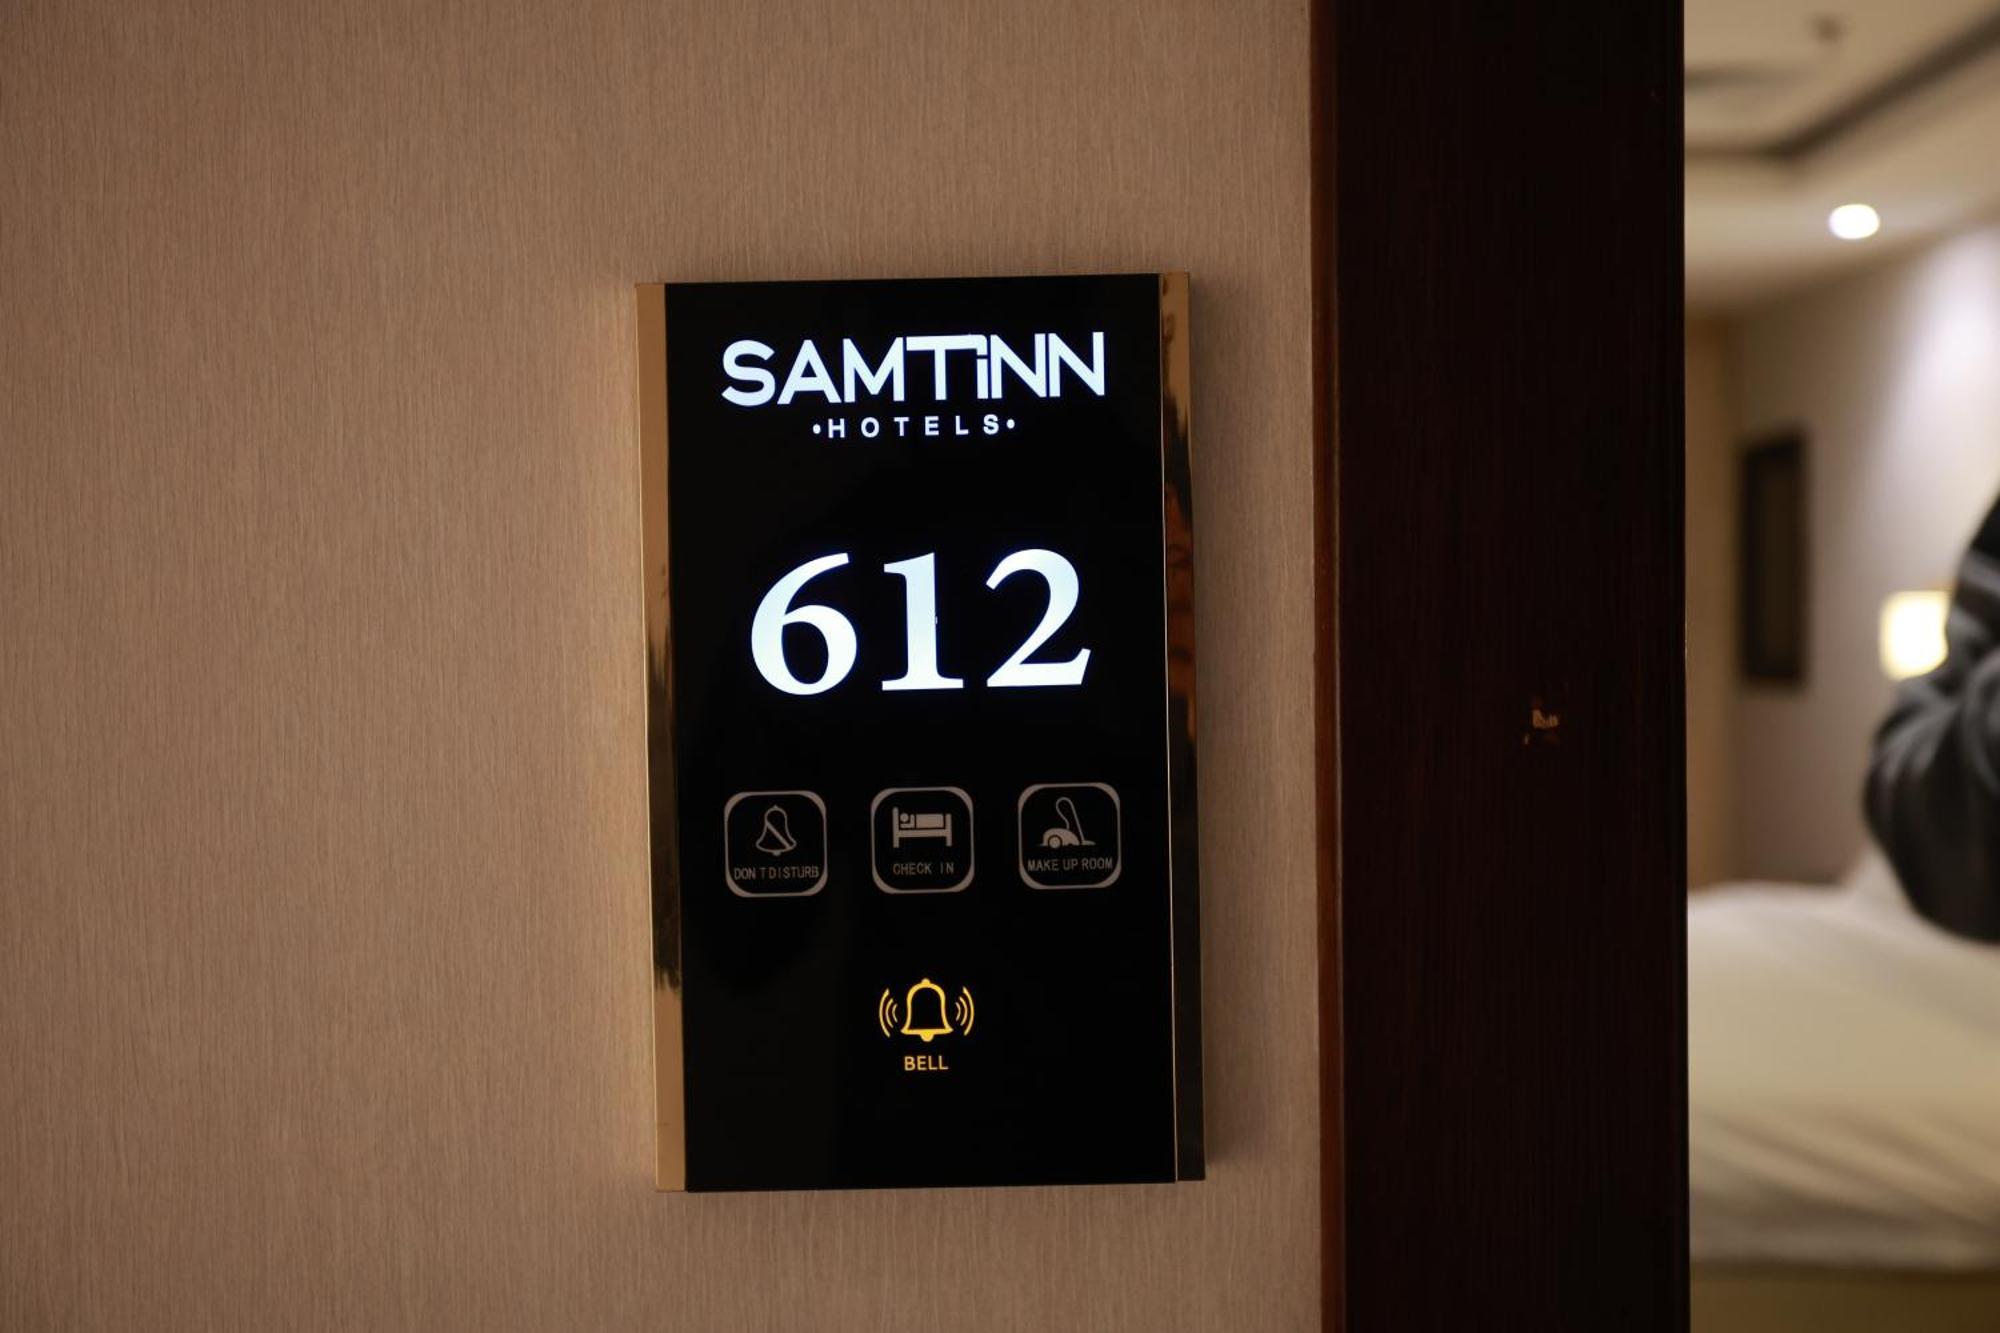 SAMTiNN
•HOTELS•
612
DON T DISTURB
CHECK IN
MAKE UP ROOM
BELL